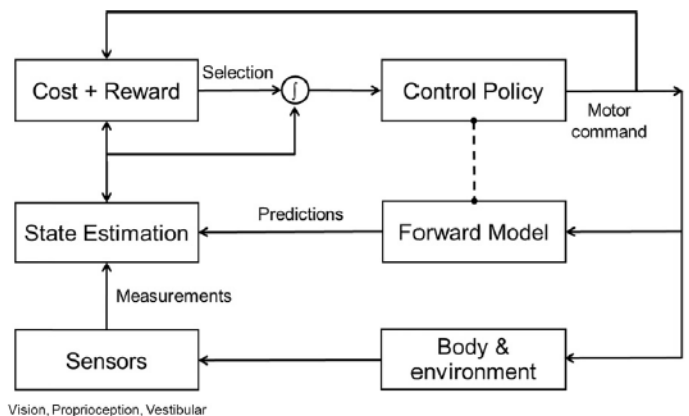 Cost + Reward
Selection
∫
Control Policy
Motor
command
State Estimation
Predictions
Forward Model
Measurements
Sensors
Body &
environment
Vision, Proprioception, Vestibular